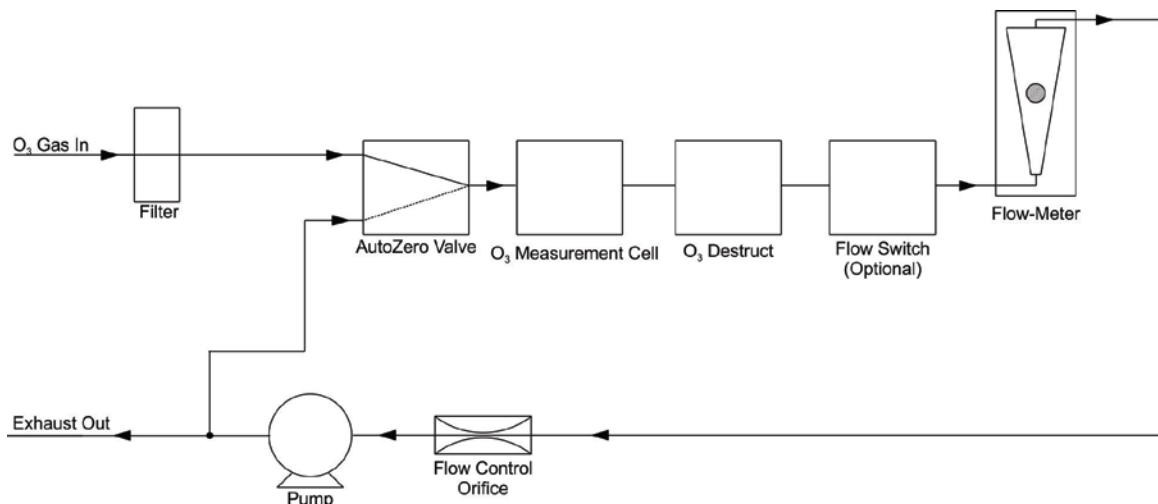 O₃ Gas In
Filter
AutoZero Valve
O₃ Measurement Cell
O₃ Destruct
Flow Switch
(Optional)
Flow-Meter
Exhaust Out
Pump
Flow Control
Orifice